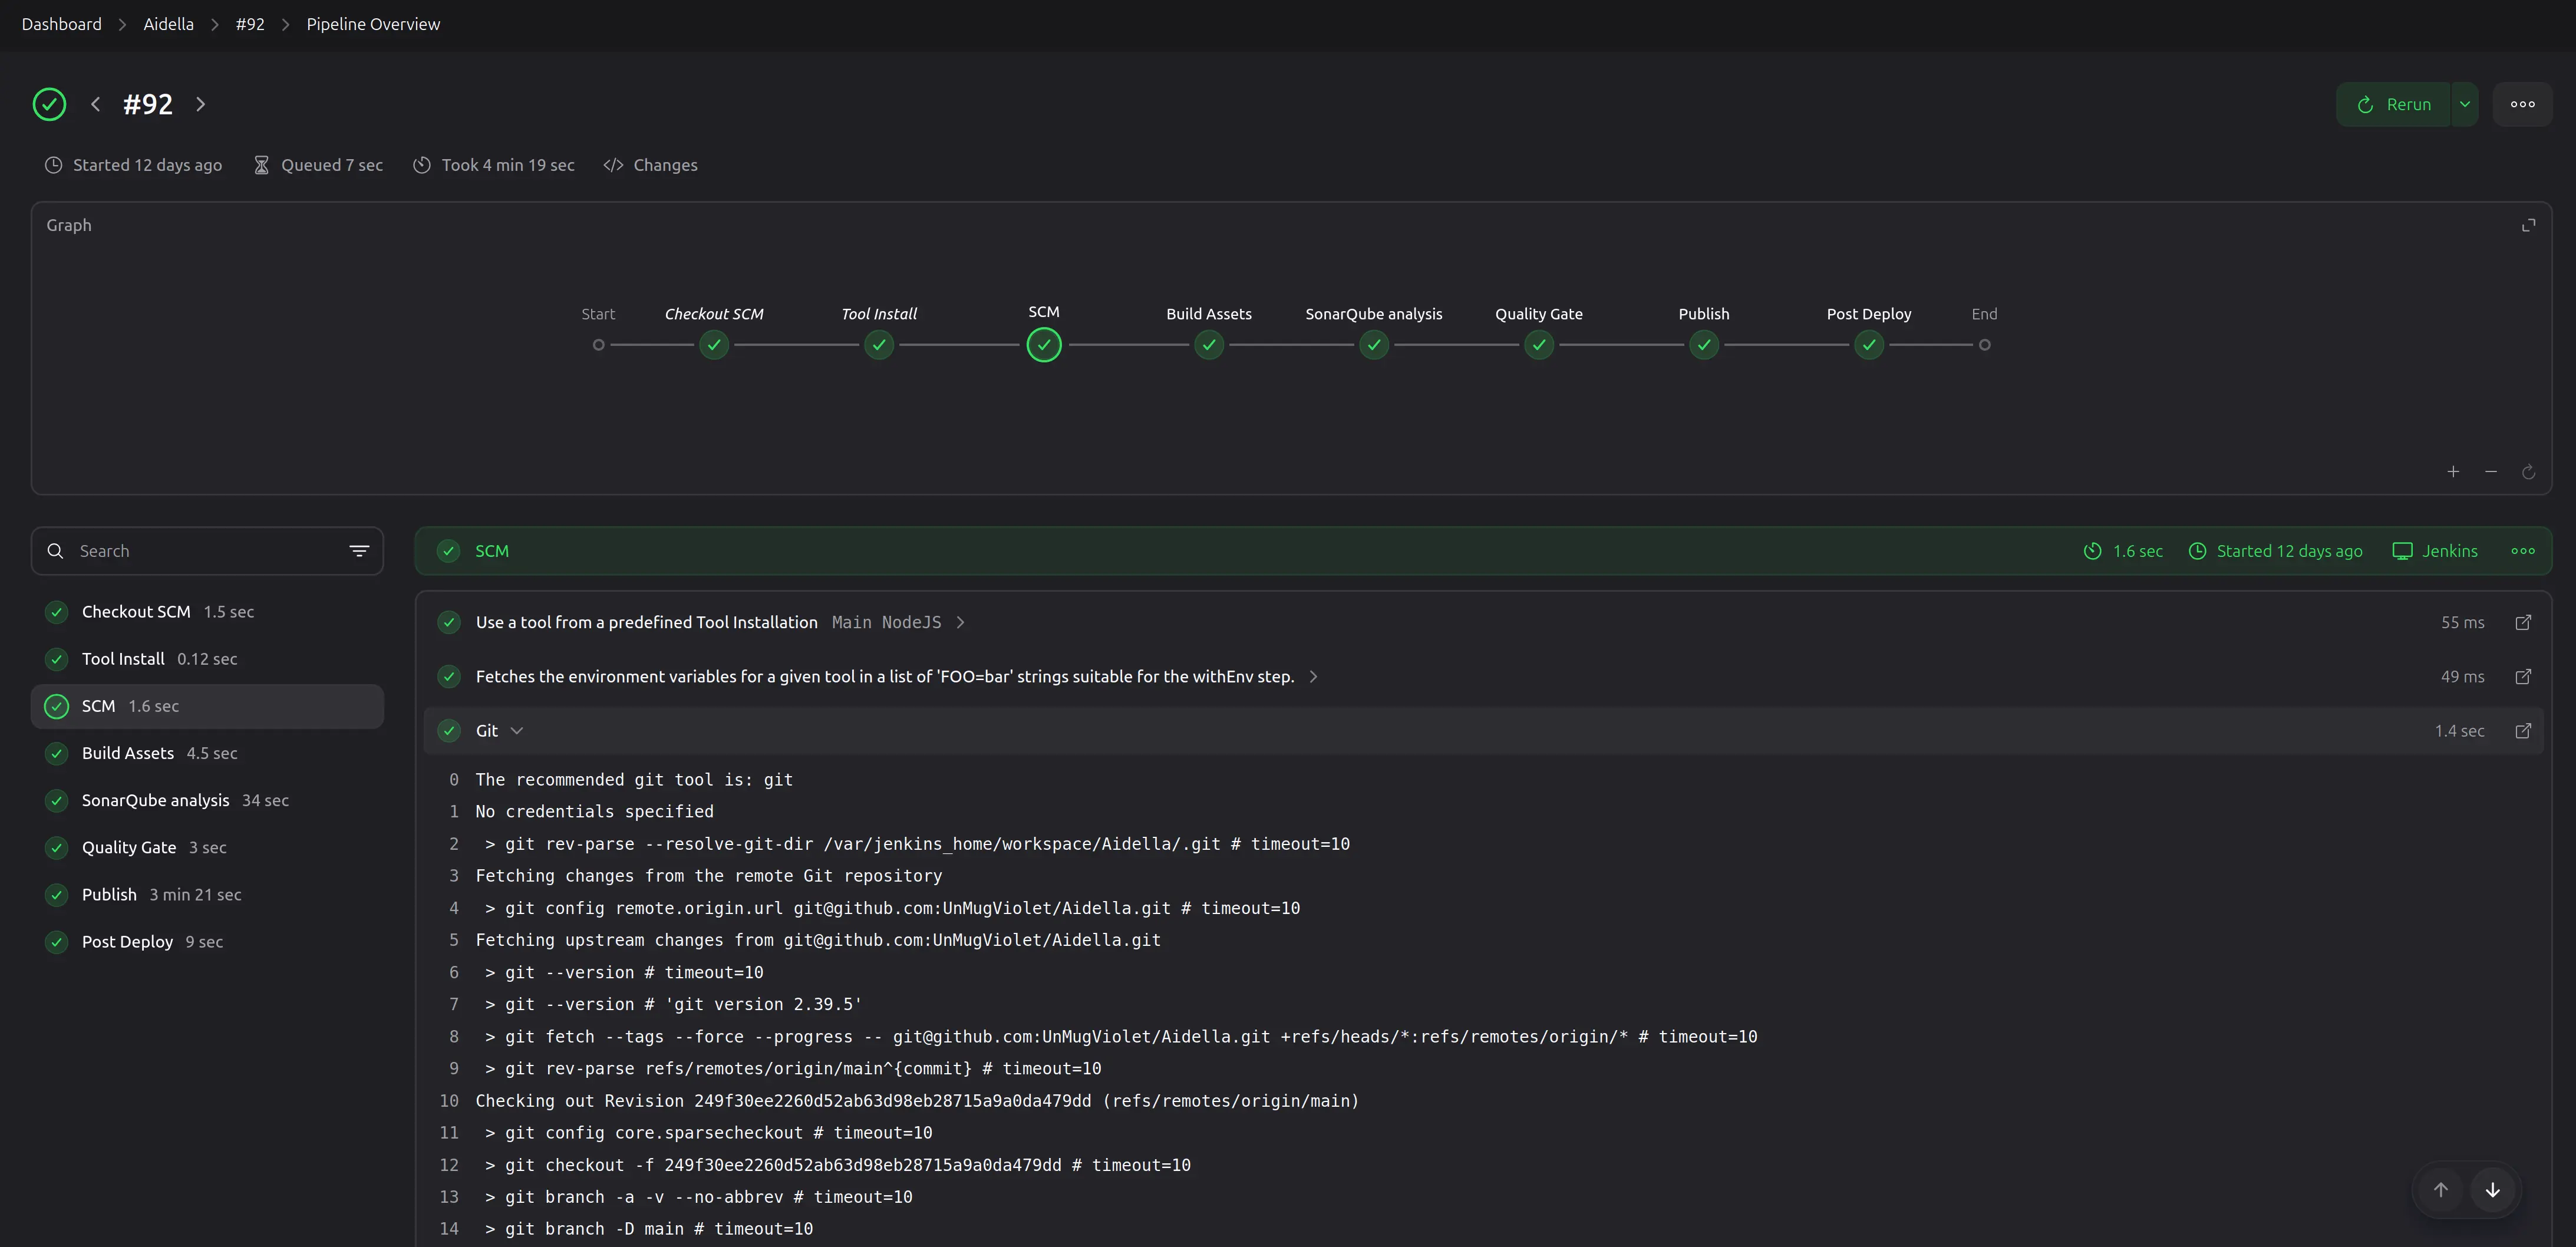 Dashboard > Aidella > #92 > Pipeline Overview
#92
Rerun
Started 12 days ago Queued 7 sec Took 4 min 19 sec </> Changes
Graph
Start Checkout SCM Tool Install SCM Build Assets SonarQube analysis Quality Gate Publish Post Deploy End
Search
Checkout SCM 1.5 sec
Tool Install 0.12 sec
SCM 1.6 sec
Build Assets 4.5 sec
SonarQube analysis 34 sec
Quality Gate 3 sec
Publish 3 min 21 sec
Post Deploy 9 sec
SCM 1.6 sec Started 12 days ago Jenkins
Use a tool from a predefined Tool Installation Main NodeJS 55 ms
Fetches the environment variables for a given tool in a list of 'FOO=bar' strings suitable for the withEnv step. 49 ms
Git 1.4 sec
0 The recommended git tool is: git
1 No credentials specified
2 > git rev-parse --resolve-git-dir /var/jenkins_home/workspace/Aidella/.git # timeout=10
3 Fetching changes from the remote Git repository
4 > git config remote.origin.url git@github.com:UnMugViolet/Aidella.git # timeout=10
5 Fetching upstream changes from git@github.com:UnMugViolet/Aidella.git
6 > git --version # timeout=10
7 > git --version # 'git version 2.39.5'
8 > git fetch --tags --force --progress -- git@github.com:UnMugViolet/Aidella.git +refs/heads/*:refs/remotes/origin/* # timeout=10
9 > git rev-parse refs/remotes/origin/main^{commit} # timeout=10
10 Checking out Revision 249f30ee2260d52ab63d98eb28715a9a0da479dd (refs/remotes/origin/main)
11 > git config core.sparsecheckout # timeout=10
12 > git checkout -f 249f30ee2260d52ab63d98eb28715a9a0da479dd # timeout=10
13 > git branch -a -v --no-abbrev # timeout=10
14 > git branch -D main # timeout=10